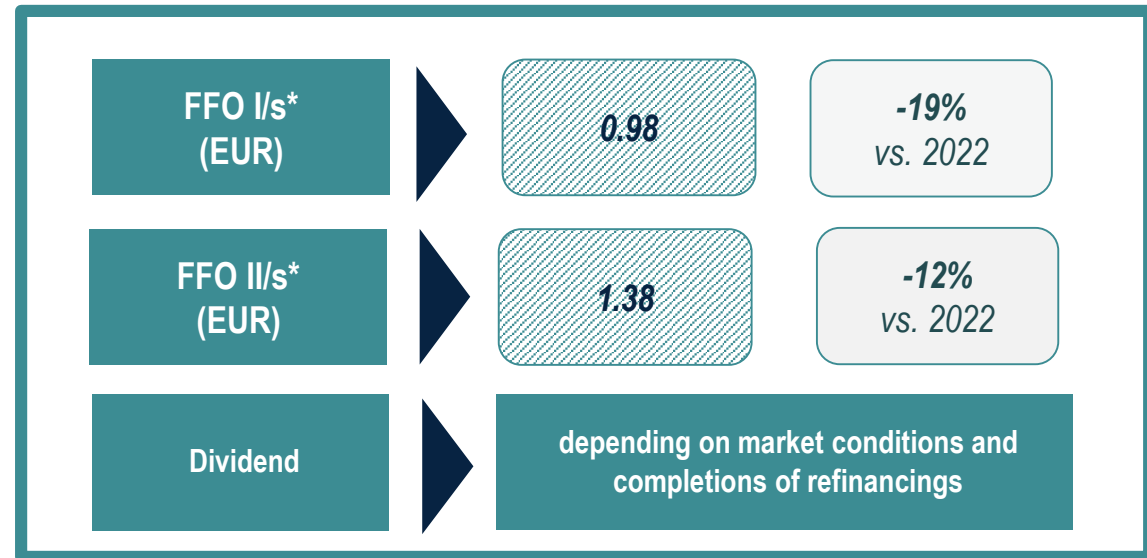 FFO I/s*
(EUR)
0.98
-19%
vs. 2022
FFO II/s*
(EUR)
1.38
-12%
vs. 2022
Dividend
depending on market conditions and
completions of refinancings